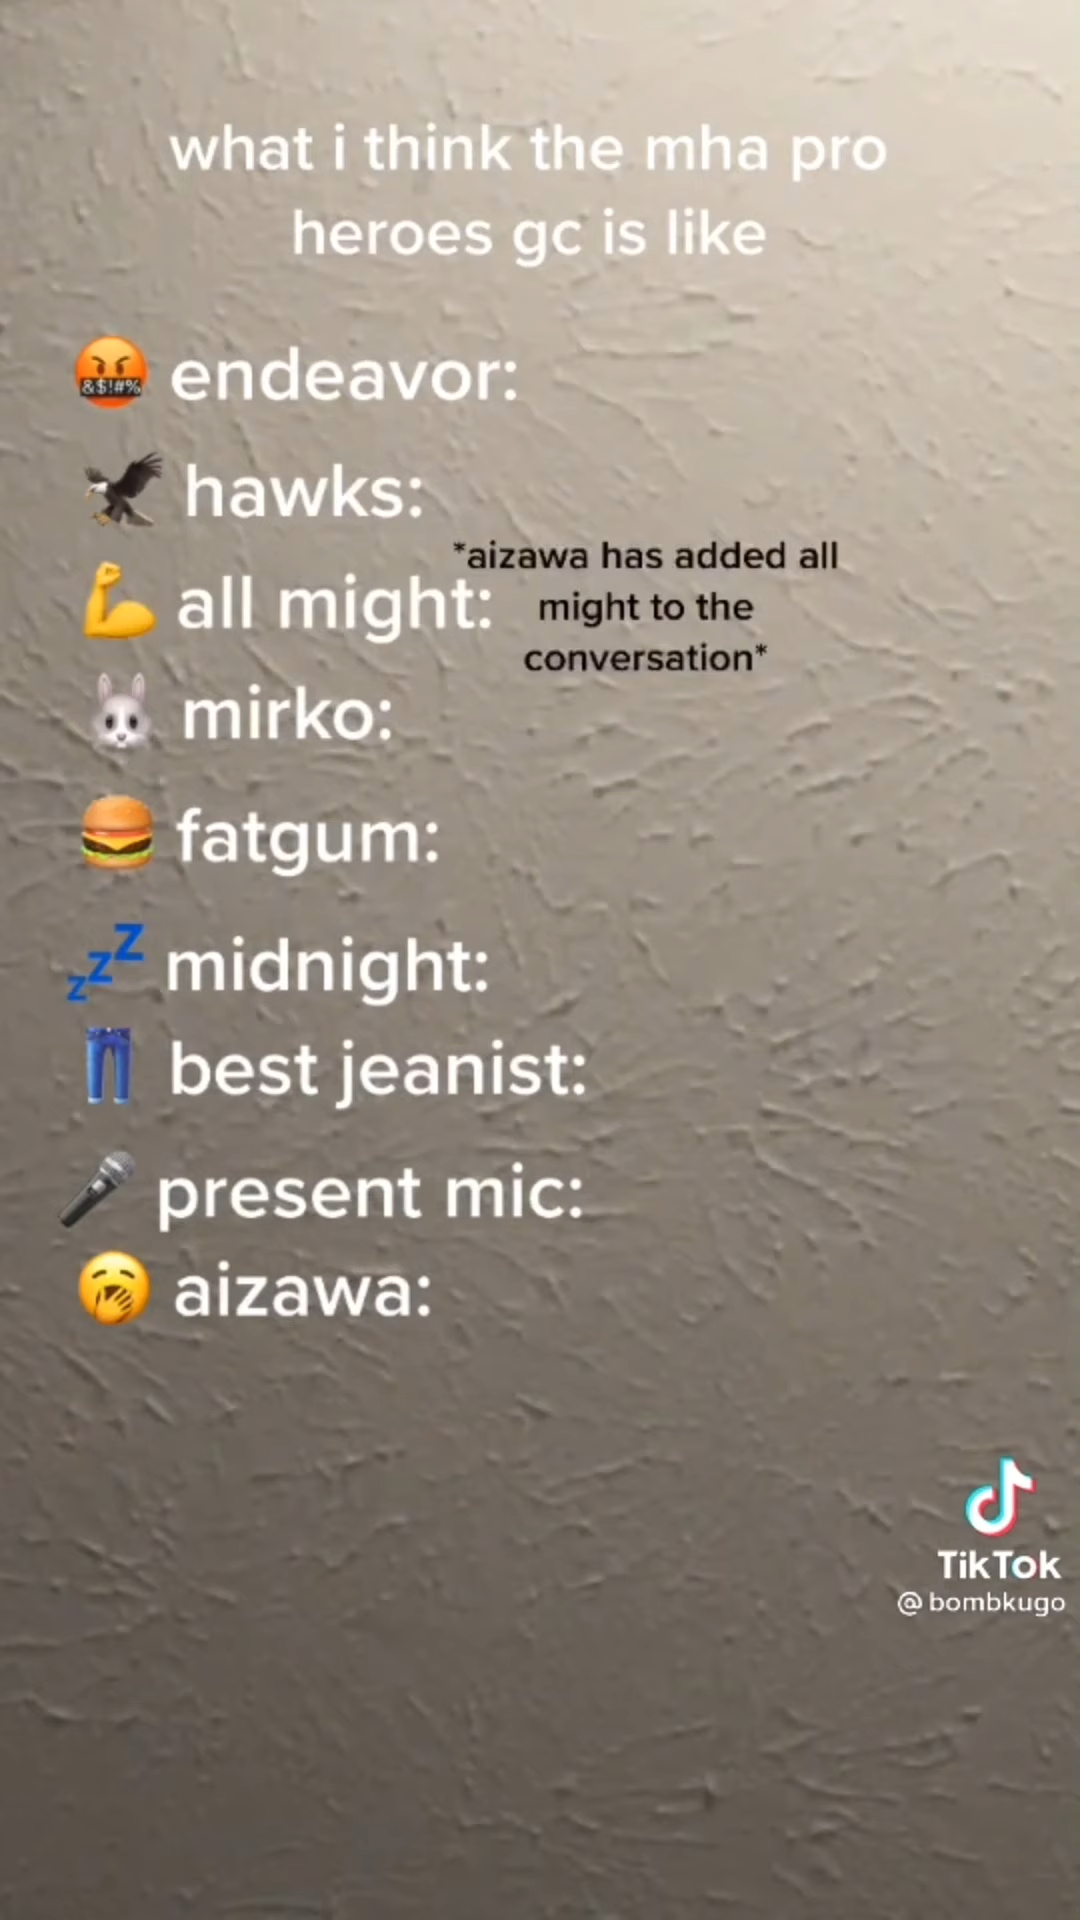 what i think the mha pro
heroes gc is like
endeavor:
hawks:
*aizawa has added all
might to the
conversation*
all might:
mirko:
fatgum:
midnight:
best jeanist:
present mic:
aizawa:
TikTok
@bombkugo